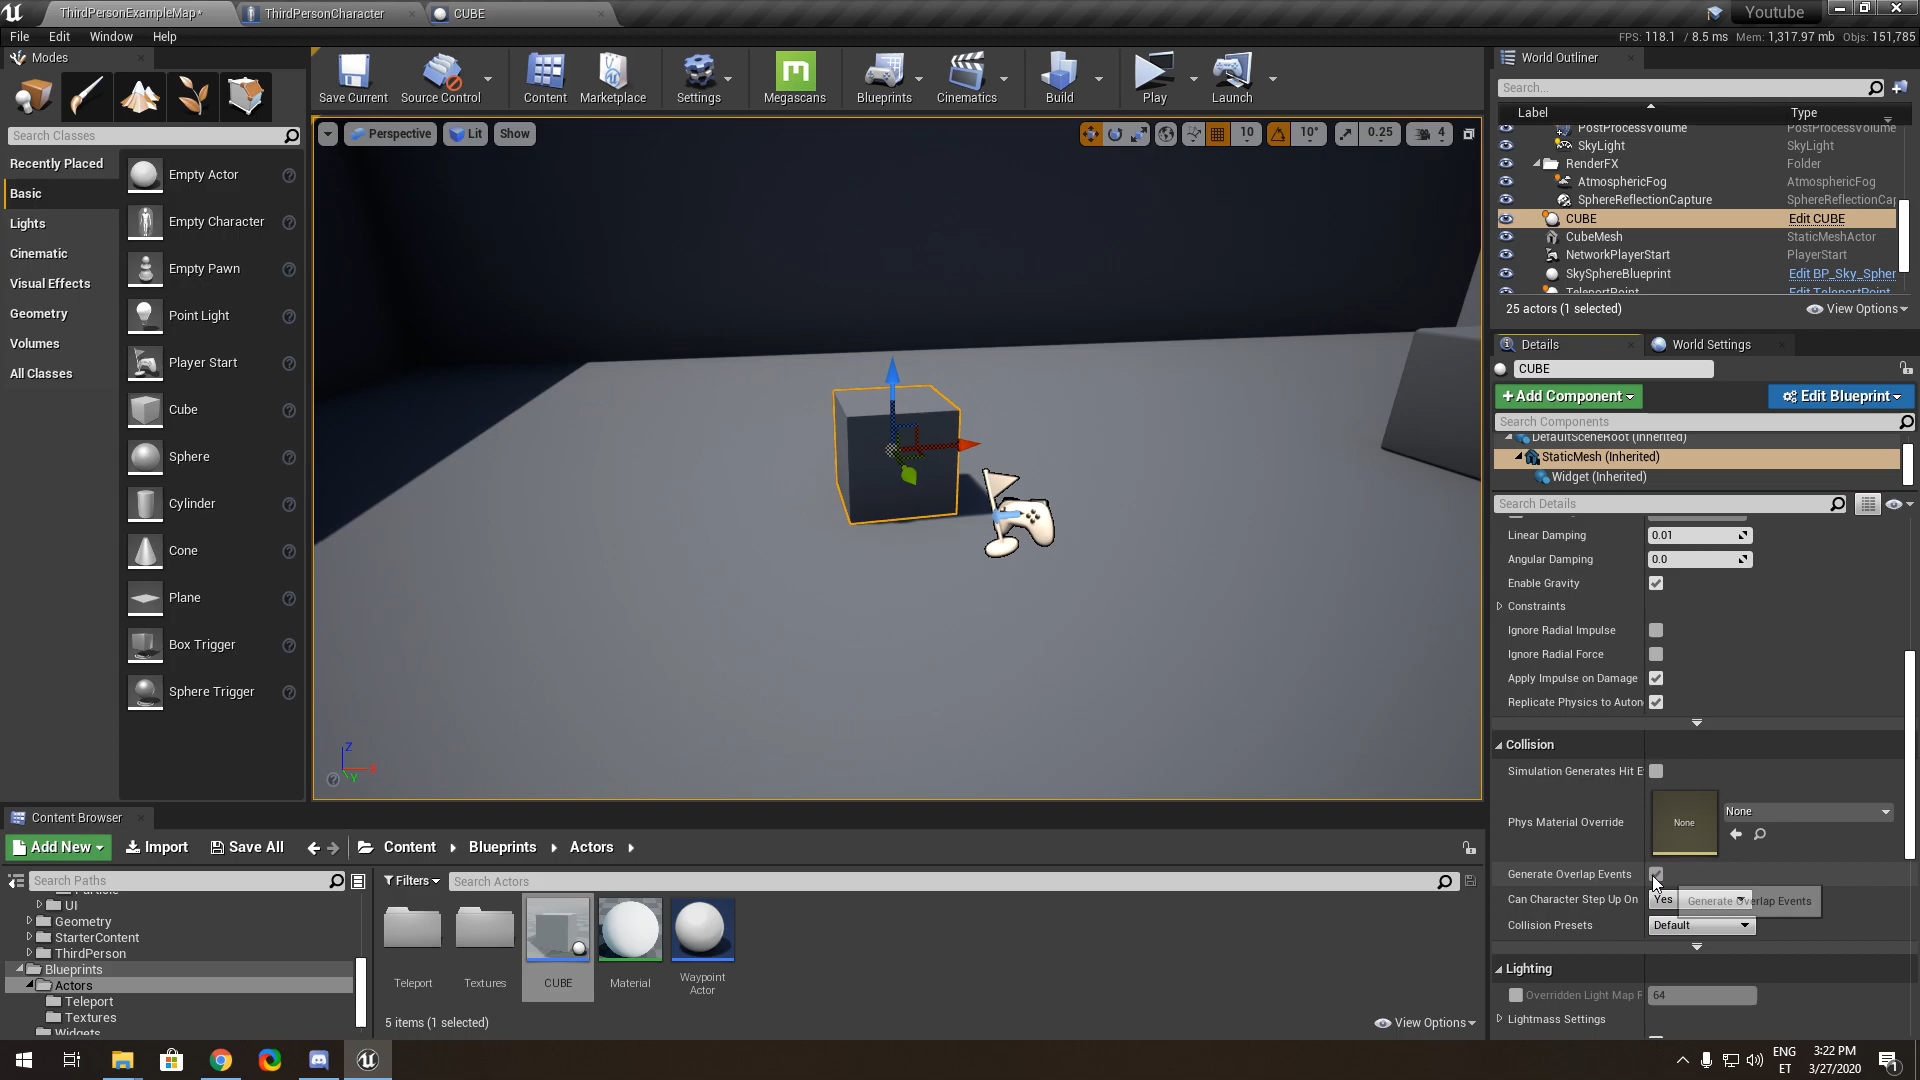 ThirdPersonExampleMap*
ThirdPersonCharacter
CUBE
Youtube
File Edit Window Help
FPS: 118.1 / 8.5 ms Mem: 1,317.97 mb Objs: 151,785
Modes
Save Current
Source Control
Content
Marketplace
Settings
Megascans
Blueprints
Cinematics
Build
Play
Launch
Search Classes
Recently Placed
Basic
Lights
Cinematic
Visual Effects
Geometry
Volumes
All Classes
Empty Actor
Empty Character
Empty Pawn
Point Light
Player Start
Cube
Sphere
Cylinder
Cone
Plane
Box Trigger
Sphere Trigger
Perspective
Lit
Show
10
10°
0.25
4
Z
X
Y
World Outliner
Search...
Label Type
PostProcessVolume PostProcessVolume
SkyLight SkyLight
RenderFX Folder
AtmosphericFog AtmosphericFog
SphereReflectionCapture SphereReflectionCap
CUBE Edit CUBE
CubeMesh StaticMeshActor
NetworkPlayerStart PlayerStart
SkySphereBlueprint Edit BP_Sky_Spher
TeleportPoint Edit TeleportPoint
25 actors (1 selected)
View Options
Details
World Settings
CUBE
+Add Component
Edit Blueprint
Search Components
DefaultSceneRoot (Inherited)
StaticMesh (Inherited)
Widget (Inherited)
Search Details
Linear Damping 0.01
Angular Damping 0.0
Enable Gravity
Constraints
Ignore Radial Impulse
Ignore Radial Force
Apply Impulse on Damage
Replicate Physics to Auton
Collision
Simulation Generates Hit E
Phys Material Override None None
Generate Overlap Events
Can Character Step Up On Yes
Generate Overlap Events
Collision Presets Default
Lighting
Overridden Light Map R 64
Lightmass Settings
Content Browser
Add New
Import
Save All
Content
Blueprints
Actors
Search Paths
Filters
Search Actors
UI
Geometry
StarterContent
ThirdPerson
Blueprints
Actors
Teleport
Textures
Widgets
Teleport
Textures
CUBE
Material
Waypoint
Actor
5 items (1 selected)
View Options
ENG
ET
3:22 PM
3/27/2020
1